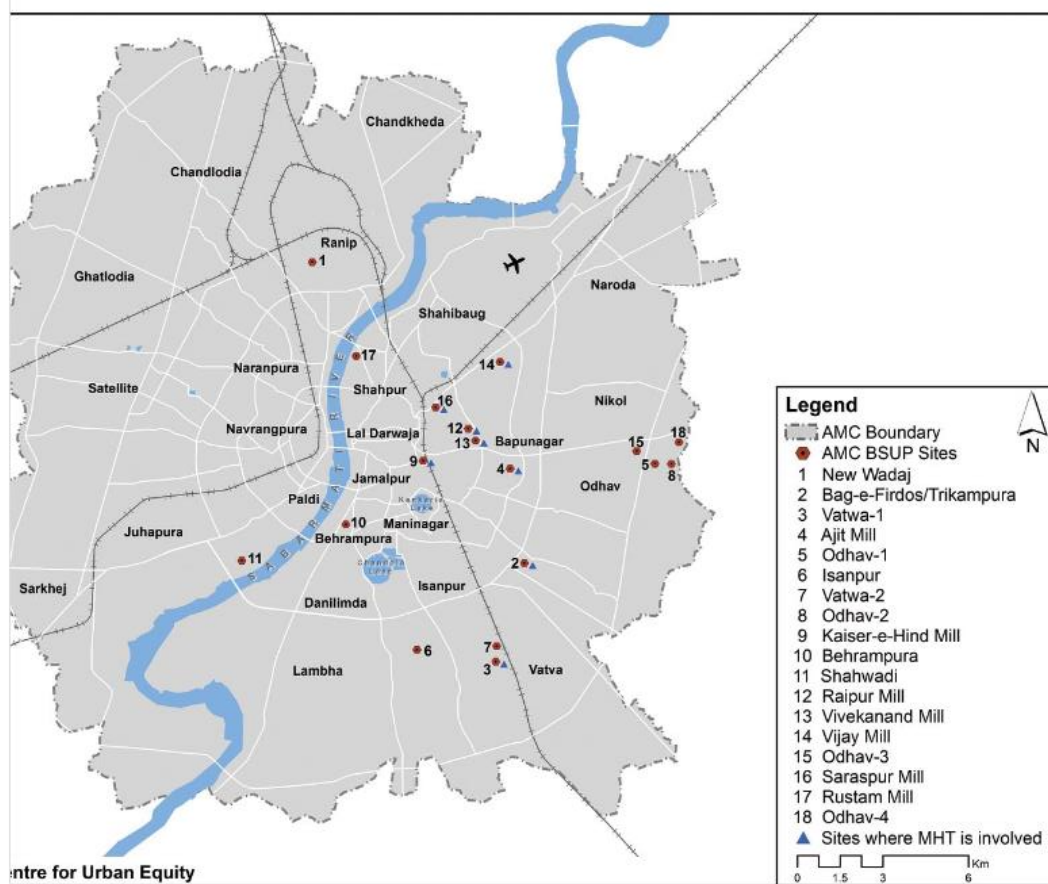 Chandkheda
Chandlodia
Ranip
1
Ghatlodia
Naroda
Shahibaug
17
14
Naranpura
Shahpur
Satellite
SABARMATI RIVER
16
Nikol
Navrangpura
Lal Darwaja
12
13
Bapunagar
18
15
9
4
5
8
Jamalpur
Odhav
Paldi
Kankaria
Lake
Juhapura
10
Maninagar
Behrampura
11
Chandola
Lake
2
Isanpur
Sarkhej
Danilimda
6
7
3
Lambha
Vatva
Legend
N
AMC Boundary
AMC BSUP Sites
1 New Wadaj
2 Bag-e-Firdos/Trikampura
3 Vatwa-1
4 Ajit Mill
5 Odhav-1
6 Isanpur
7 Vatwa-2
8 Odhav-2
9 Kaiser-e-Hind Mill
10 Behrampura
11 Shahwadi
12 Raipur Mill
13 Vivekanand Mill
14 Vijay Mill
15 Odhav-3
16 Saraspur Mill
17 Rustam Mill
18 Odhav-4
Sites where MHT is involved
Km
0 1.5 3 6
entre for Urban Equity